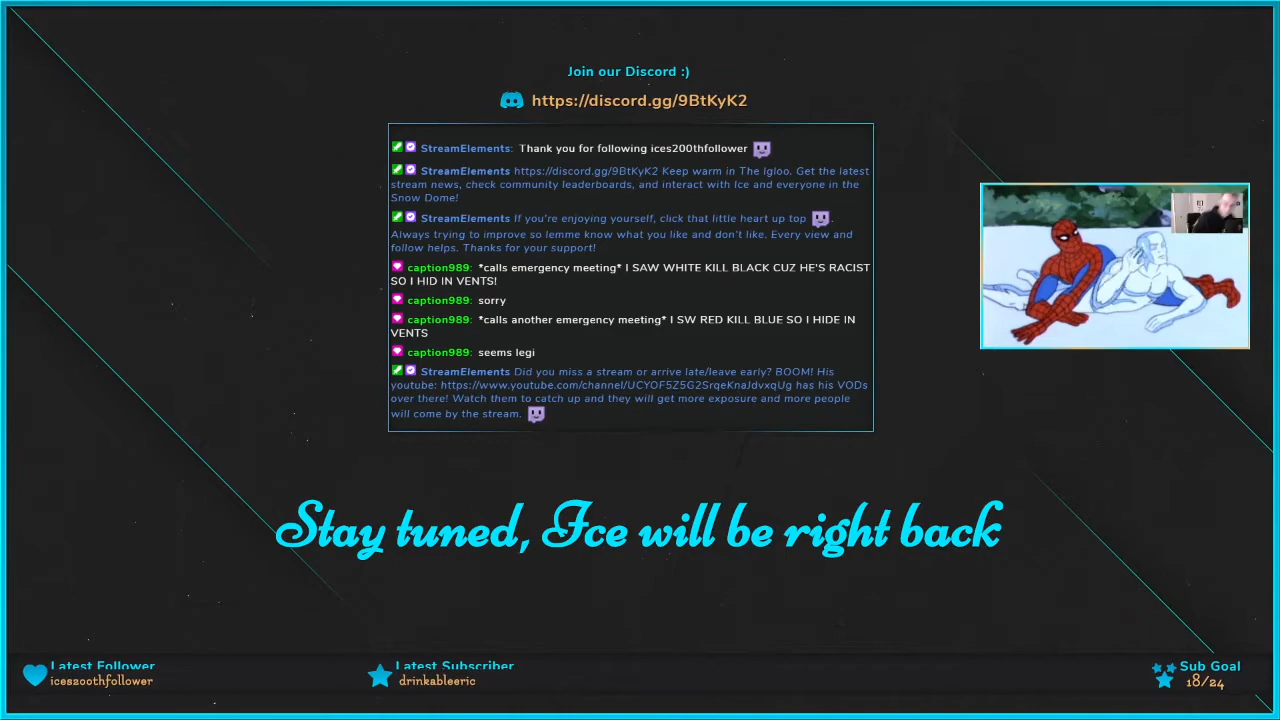 Join our Discord :)
https://discord.gg/9BtKyK2
StreamElements: Thank you for following ices200thfollower
StreamElements https://discord.gg/9BtKyK2 Keep warm in The Igloo. Get the latest
stream news, check community leaderboards, and interact with Ice and everyone in the
Snow Dome!
StreamElements If you're enjoying yourself, click that little heart up top .
Always trying to improve so lemme know what you like and don't like. Every view and
follow helps. Thanks for your support!
caption989: *calls emergency meeting* I SAW WHITE KILL BLACK CUZ HE'S RACIST
SO I HID IN VENTS!
caption989: sorry
caption989: *calls another emergency meeting* I SW RED KILL BLUE SO I HIDE IN
VENTS
caption989: seems legi
StreamElements Did you miss a stream or arrive late/leave early? BOOM! His
youtube: https://www.youtube.com/channel/UCYOF5Z5G2SrqeKnaJdvxqUg has his VODs
over there! Watch them to catch up and they will get more exposure and more people
will come by the stream.
Stay tuned, Ice will be right back
Latest Follower
ices200thfollower
Latest Subscriber
drinkableeric
Sub Goal
18/24